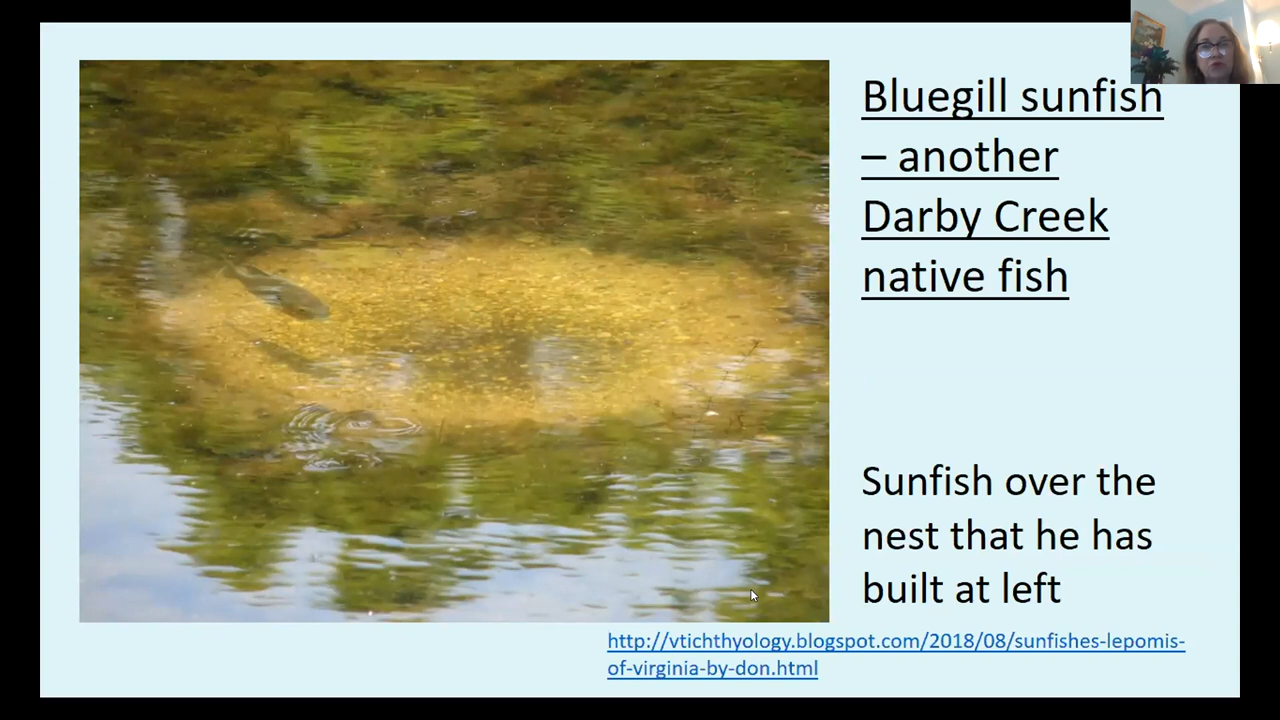 Bluegill sunfish
– another
Darby Creek
native fish
Sunfish over the
nest that he has
built at left
http://vtichthyology.blogspot.com/2018/08/sunfishes-lepomis-
of-virginia-by-don.html